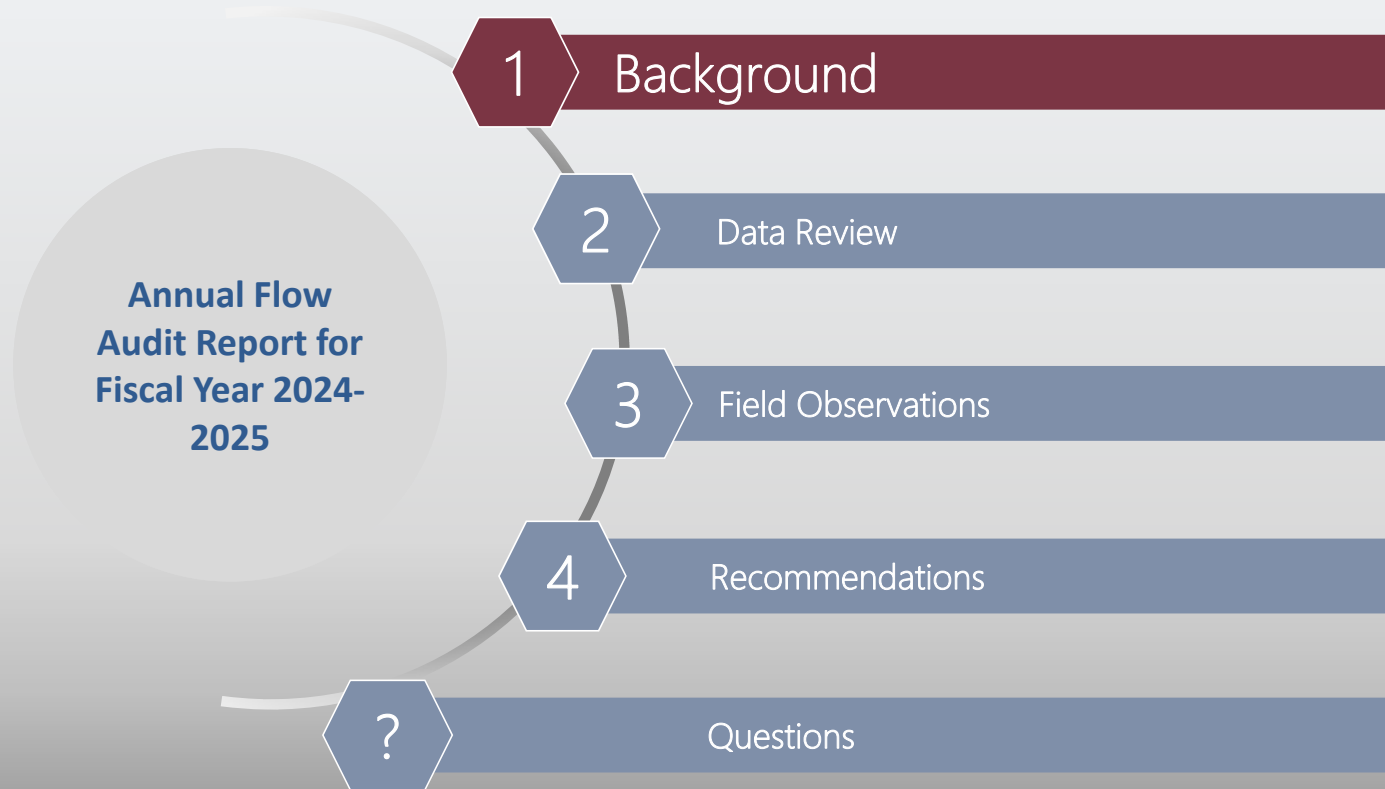 Annual Flow
Audit Report for
Fiscal Year 2024-
2025
1 Background
2 Data Review
3 Field Observations
4 Recommendations
? Questions